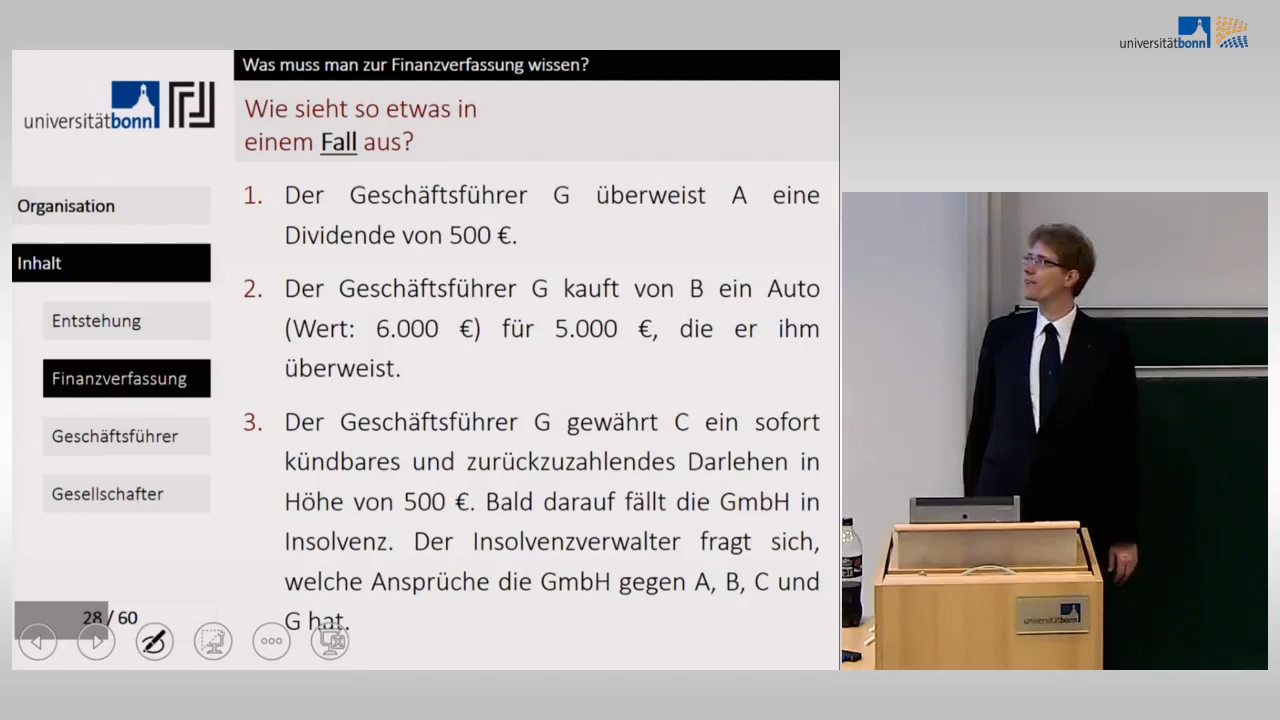 universitätbonn
Was muss man zur Finanzverfassung wissen?
universitätbonn
Wie sieht so etwas in
einem Fall aus?
Organisation
Inhalt
Entstehung
Finanzverfassung
Geschäftsführer
Gesellschafter
28 / 60
1. Der Geschäftsführer G überweist A eine
Dividende von 500 €.
2. Der Geschäftsführer G kauft von B ein Auto
(Wert: 6.000 €) für 5.000 €, die er ihm
überweist.
3. Der Geschäftsführer G gewährt C ein sofort
kündbares und zurückzuzahlendes Darlehen in
Höhe von 500 €. Bald darauf fällt die GmbH in
Insolvenz. Der Insolvenzverwalter fragt sich,
welche Ansprüche die GmbH gegen A, B, C und
G hat.
universitätbonn